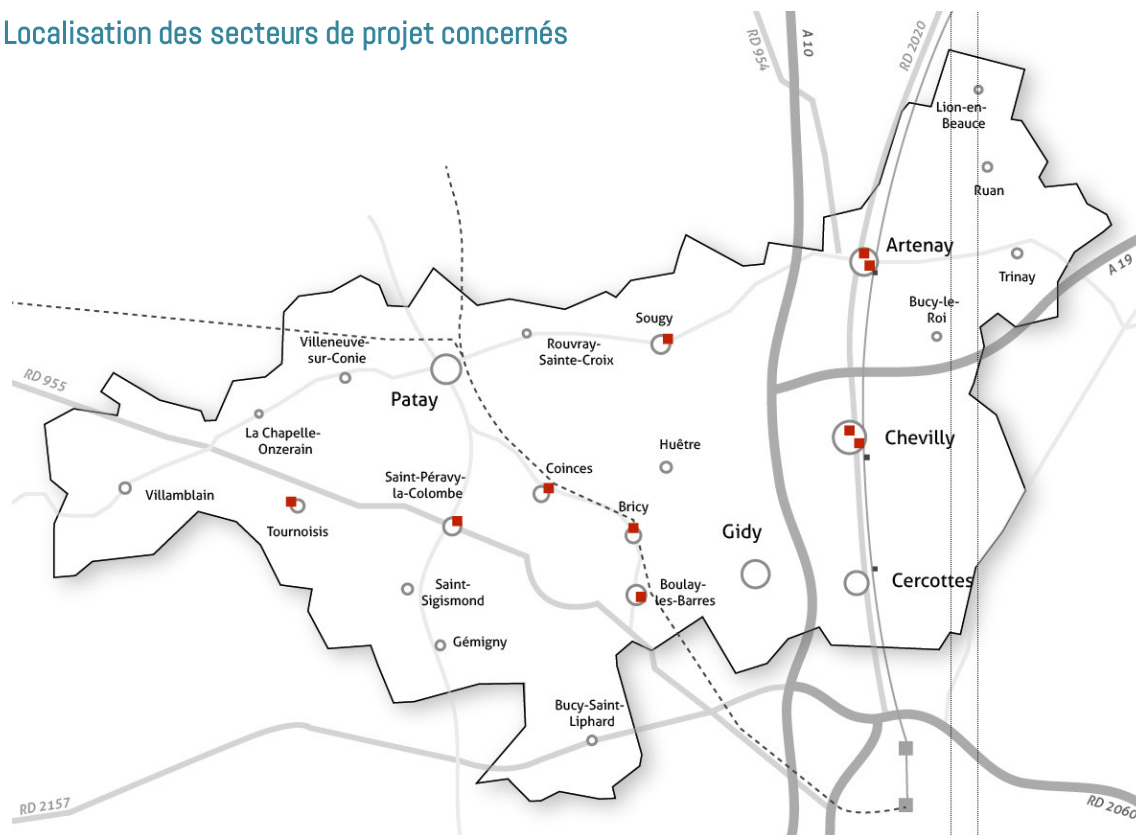 Localisation des secteurs de projet concernés
RD 954
A 10
RD 2020
Lion-en-
Beauce
Ruan
Artenay
Trinay
A 19
Bucy-le-
Roi
Sougy
Rouvray-
Sainte-Croix
Villeneuve-
sur-Conie
RD 955
Patay
La Chapelle-
Onzerain
Chevilly
Huêtre
Coinces
Saint-Péravy-
la-Colombe
Villamblain
Tournoisis
Bricy
Gidy
Cercottes
Boulay-
les-Barres
Saint-
Sigismond
Gémigny
Bucy-Saint-
Liphard
RD 2157
RD 2060